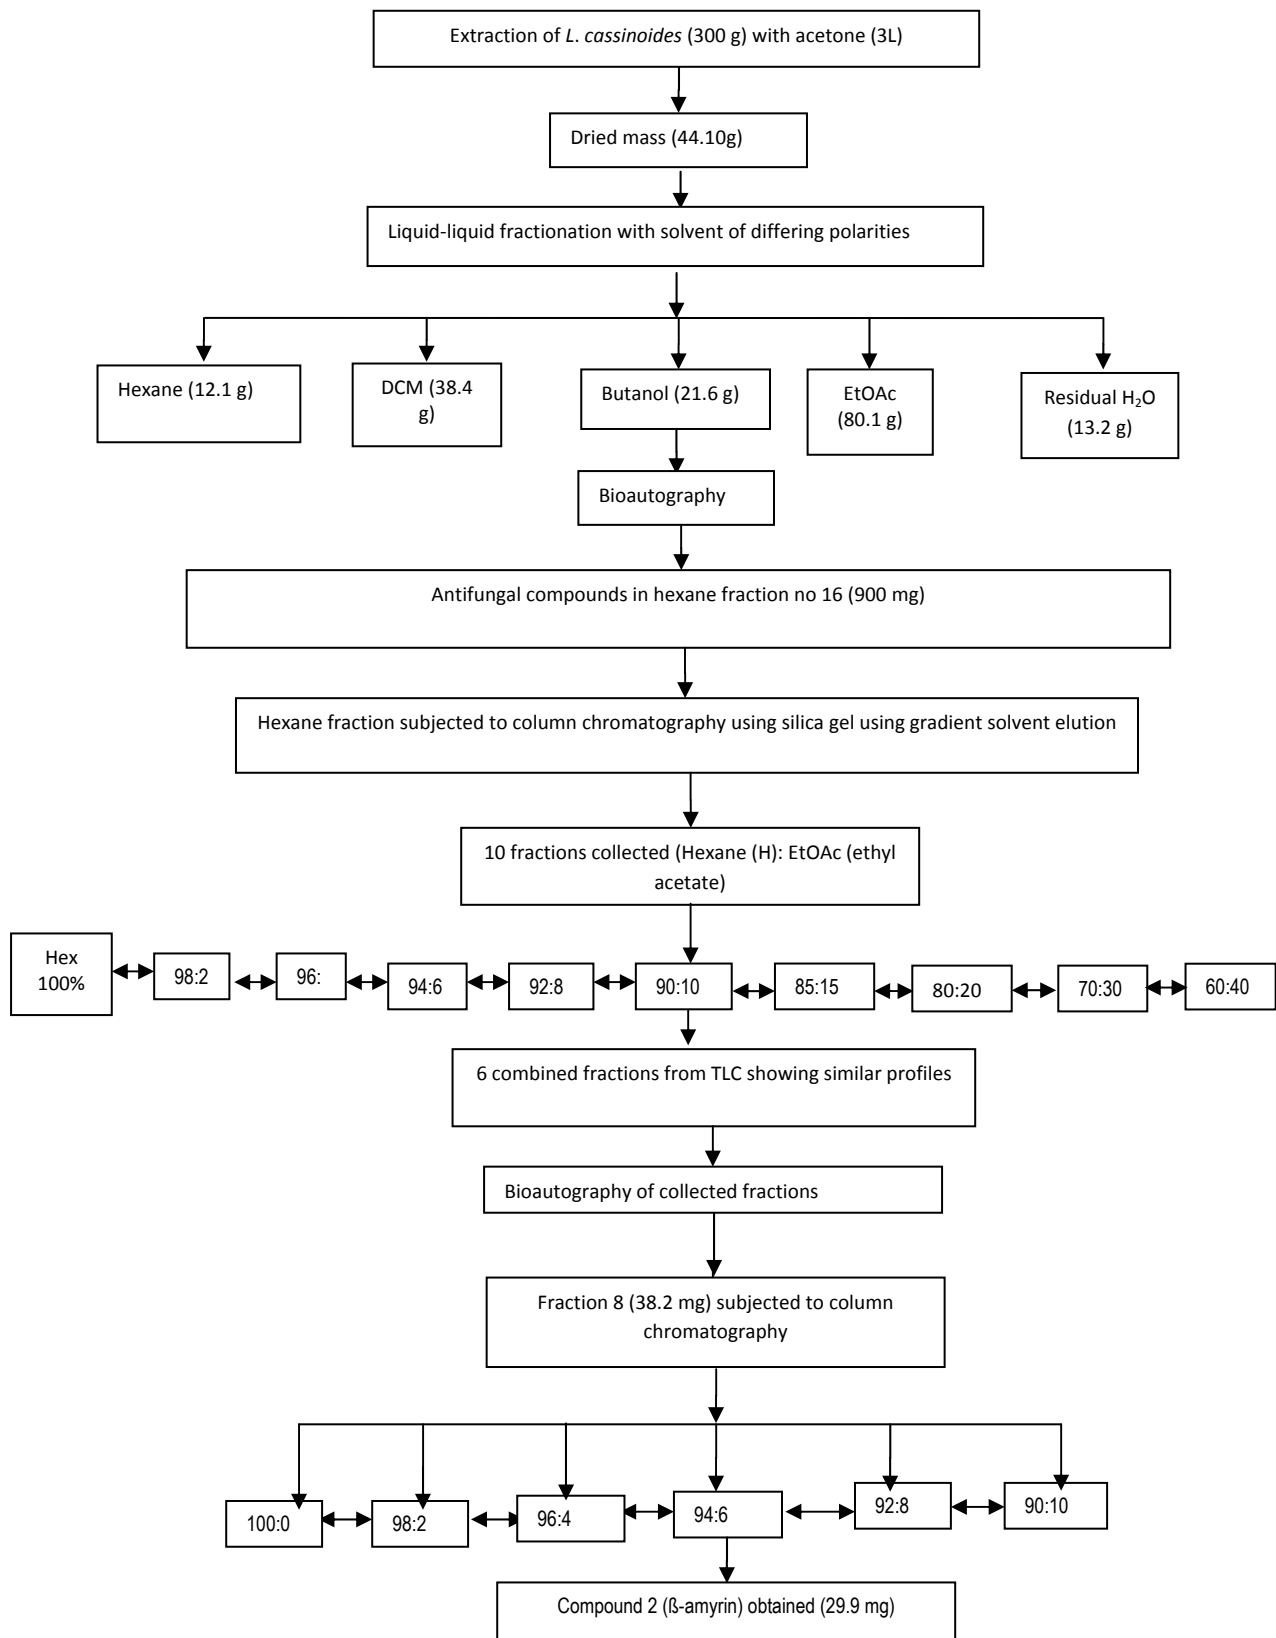 Extraction of L. cassinoides (300 g) with acetone (3L)
Dried mass (44.10g)
Liquid-liquid fractionation with solvent of differing polarities
Hexane (12.1 g)
DCM (38.4
g)
Butanol (21.6 g)
EtOAc
(80.1 g)
Residual H₂O
(13.2 g)
Bioautography
Antifungal compounds in hexane fraction no 16 (900 mg)
Hexane fraction subjected to column chromatography using silica gel using gradient solvent elution
10 fractions collected (Hexane (H): EtOAc (ethyl
acetate)
Hex
100%
98:2
96:
94:6
92:8
90:10
85:15
80:20
70:30
60:40
6 combined fractions from TLC showing similar profiles
Bioautography of collected fractions
Fraction 8 (38.2 mg) subjected to column
chromatography
100:0
98:2
96:4
94:6
92:8
90:10
Compound 2 (ß-amyrin) obtained (29.9 mg)